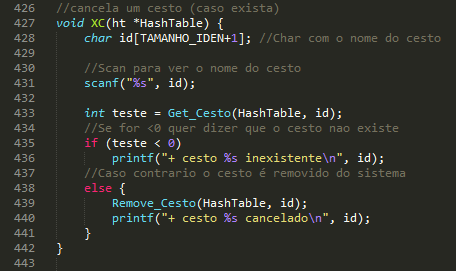 426 //cancela um cesto (caso exista)
427 void XC(ht *HashTable) {
428 char id[TAMANHO_IDEN+1]; //Char com o nome do cesto
429
430 //Scan para ver o nome do cesto
431 scanf("%s", id);
432
433 int teste = Get_Cesto(HashTable, id);
434 //Se for <0 quer dizer que o cesto nao existe
435 if (teste < 0)
436 printf("+ cesto %s inexistente\n", id);
437 //Caso contrario o cesto é removido do sistema
438 else {
439 Remove_Cesto(HashTable, id);
440 printf("+ cesto %s cancelado\n", id);
441 }
442 }
443